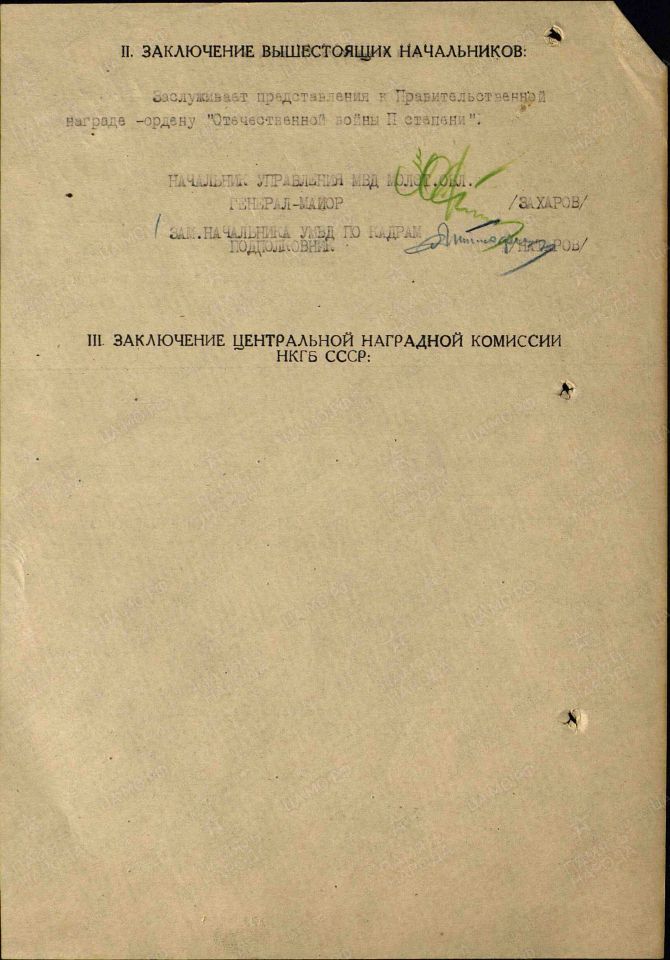 II. ЗАКЛЮЧЕНИЕ ВЫШЕСТОЯЩИХ НАЧАЛЬНИКОВ:
Заслуживает представления к Правительственной
награде -ордену "Отечественной войны П степени".
НАЧАЛЬНИК УПРАВЛЕНИЯ МВД МОЛОТ.ОБЛ.
ГЕНЕРАЛ-МАЙОР /ЗАХАРОВ/
ЗАМ.НАЧАЛЬНИКА УМВД ПО КАДРАМ
ПОДПОЛКОВНИК
III. ЗАКЛЮЧЕНИЕ ЦЕНТРАЛЬНОЙ НАГРАДНОЙ КОМИССИИ
НКГБ СССР: